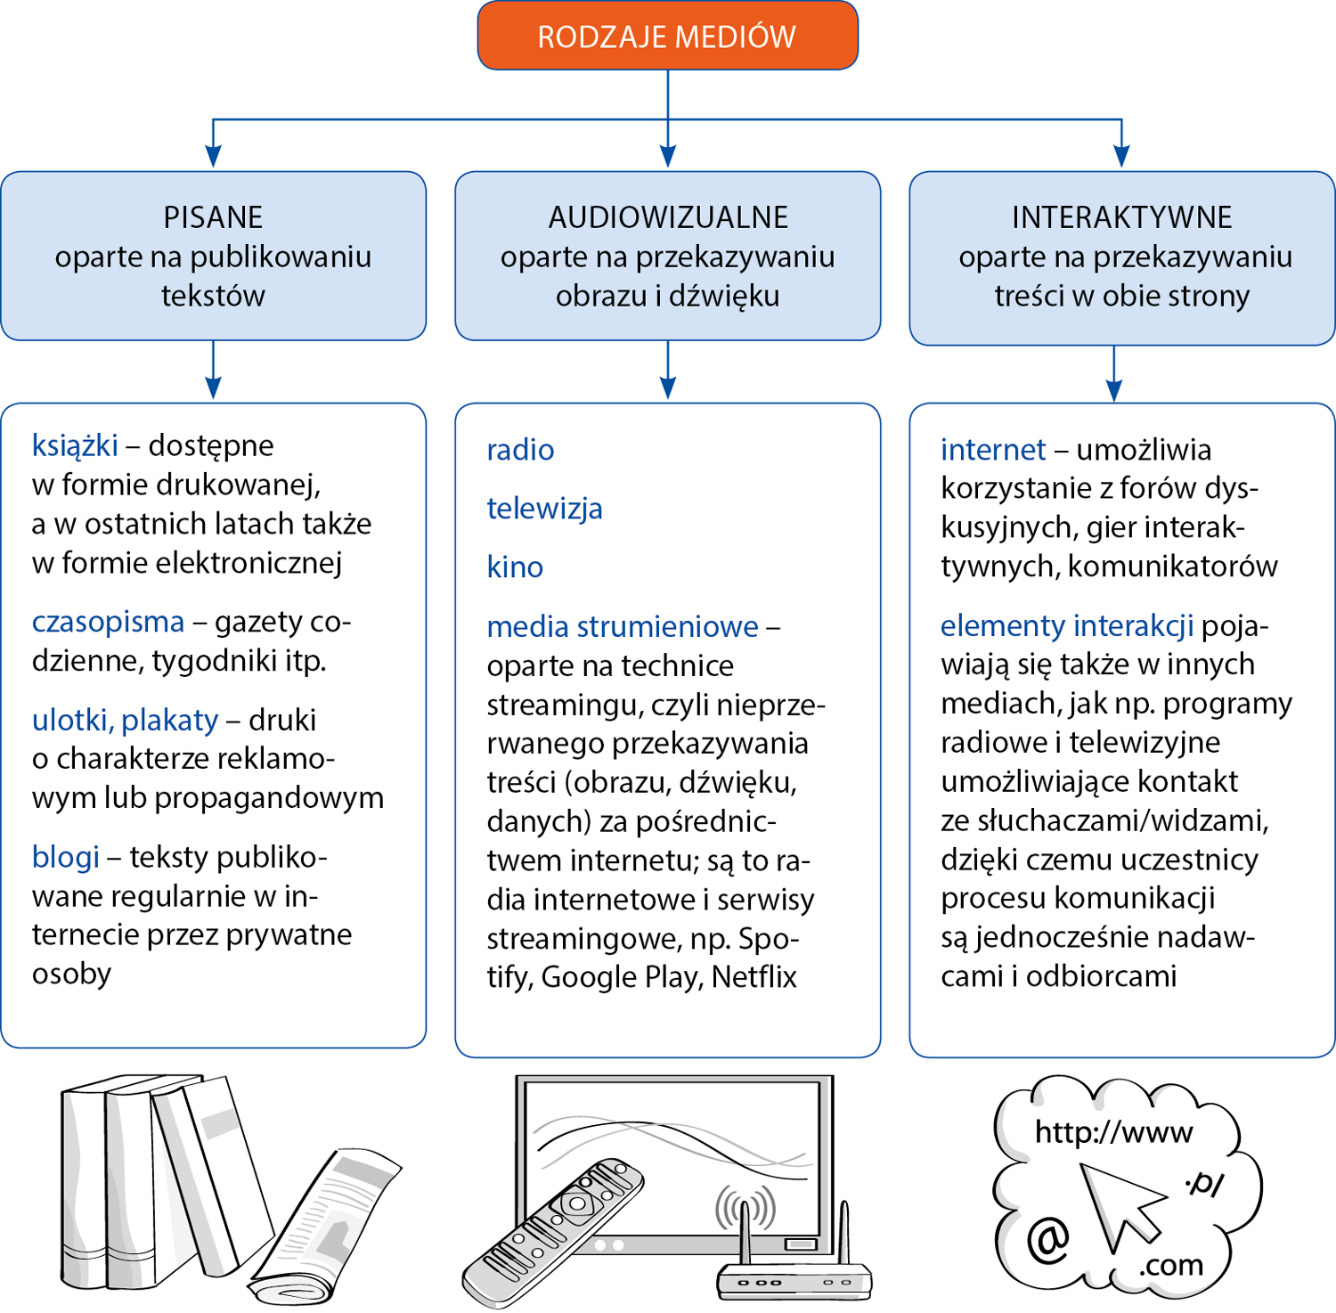 RODZAJE MEDIÓW
PISANE
oparte na publikowaniu
tekstów
AUDIOWIZUALNE
oparte na przekazywaniu
obrazu i dźwięku
INTERAKTYWNE
oparte na przekazywaniu
treści w obie strony
książki – dostępne
w formie drukowanej,
a w ostatnich latach także
w formie elektronicznej
czasopisma – gazety co-
dzienne, tygodniki itp.
ulotki, plakaty – druki
o charakterze reklamo-
wym lub propagandowym
blogi – teksty publiko-
wane regularnie w in-
ternecie przez prywatne
osoby
radio
telewizja
kino
media strumieniowe –
oparte na technice
streamingu, czyli nieprze-
rwanego przekazywania
treści (obrazu, dźwięku,
danych) za pośrednic-
twem internetu; są to ra-
dia internetowe i serwisy
streamingowe, np. Spo-
tify, Google Play, Netflix
internet – umożliwia
korzystanie z forów dys-
kusyjnych, gier interak-
tywnych, komunikatorów
elementy interakcji poja-
wiają się także w innych
mediach, jak np. programy
radiowe i telewizyjne
umożliwiające kontakt
ze słuchaczami/widzami,
dzięki czemu uczestnicy
procesu komunikacji
są jednocześnie nadaw-
cami i odbiorcami
http://www
.pl
@
.com